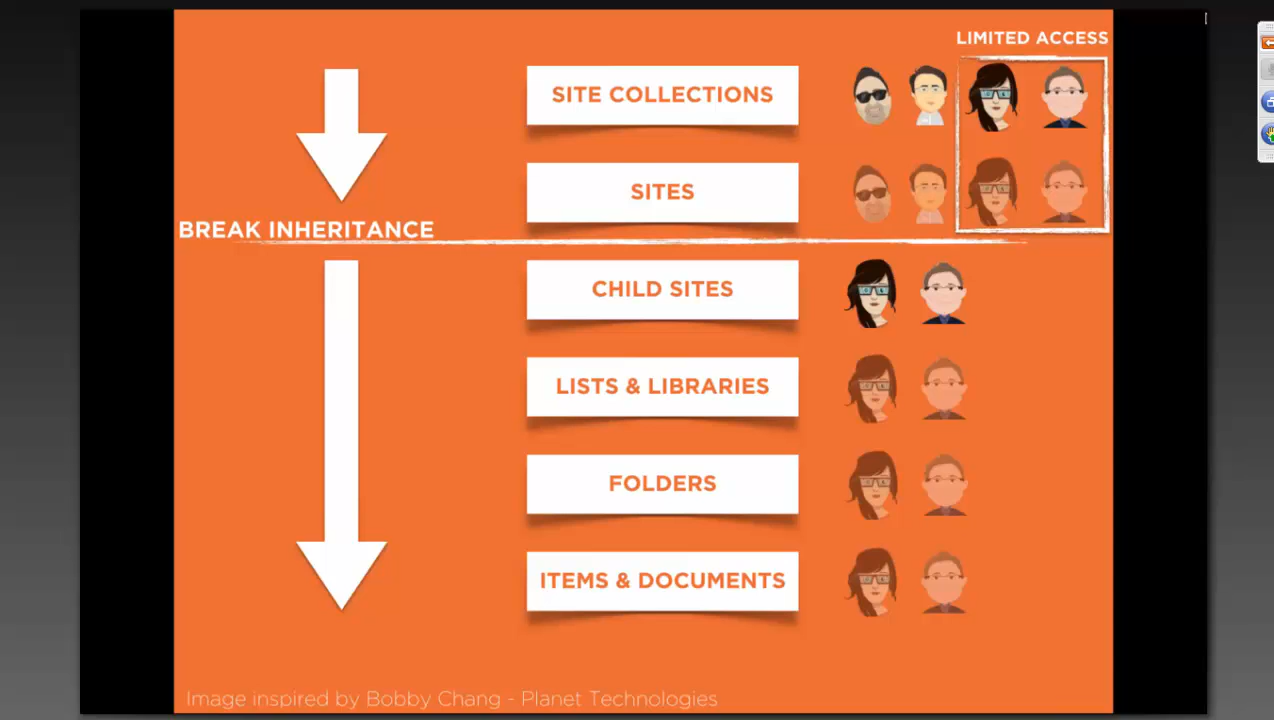 LIMITED ACCESS
SITE COLLECTIONS
SITES
BREAK INHERITANCE
CHILD SITES
LISTS & LIBRARIES
FOLDERS
ITEMS & DOCUMENTS
Image inspired by Bobby Chang - Planet Technologies